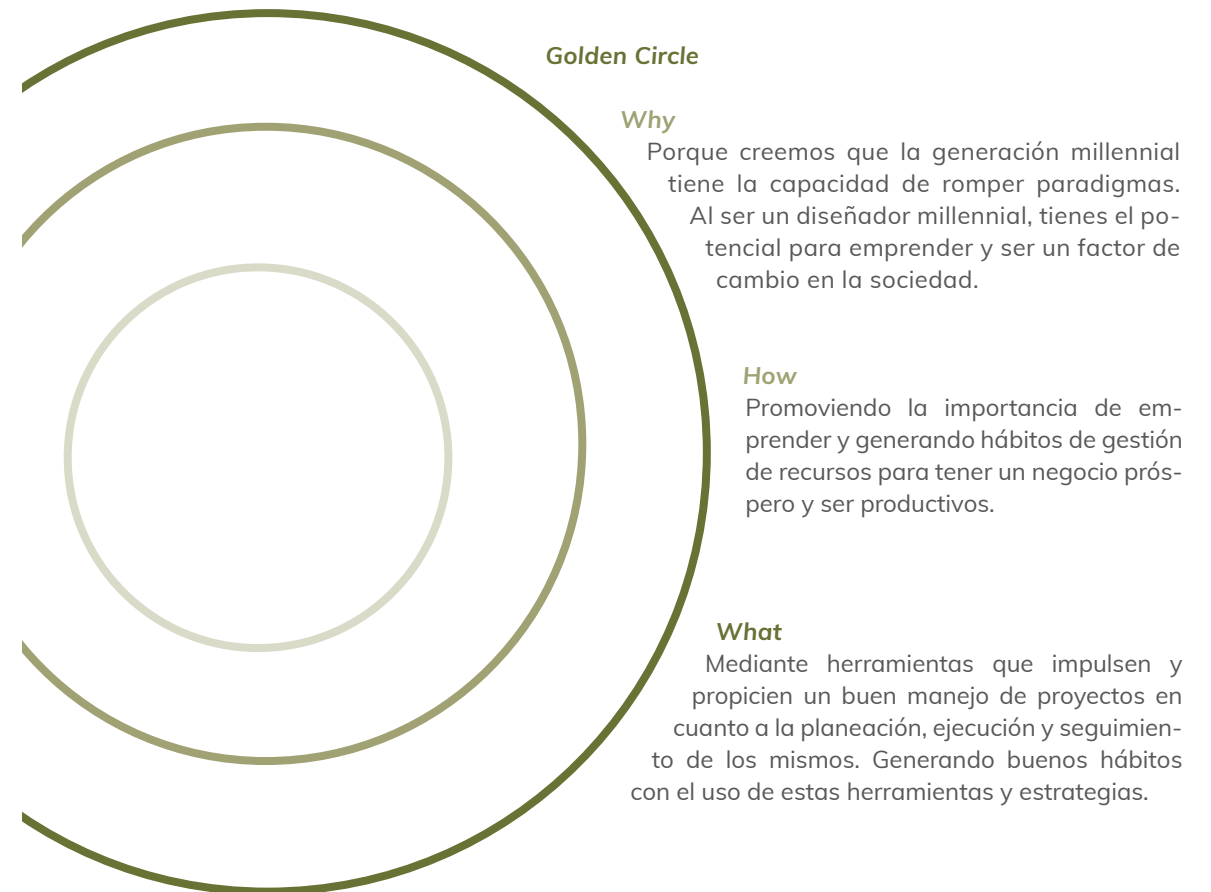 Golden Circle
Why
Porque creemos que la generación millennial
tiene la capacidad de romper paradigmas.
Al ser un diseñador millennial, tienes el po-
tencial para emprender y ser un factor de
cambio en la sociedad.
How
Promoviendo la importancia de em-
prender y generando hábitos de gestión
de recursos para tener un negocio prós-
pero y ser productivos.
What
Mediante herramientas que impulsen y
propicien un buen manejo de proyectos en
cuanto a la planeación, ejecución y seguimien-
to de los mismos. Generando buenos hábitos
con el uso de estas herramientas y estrategias.